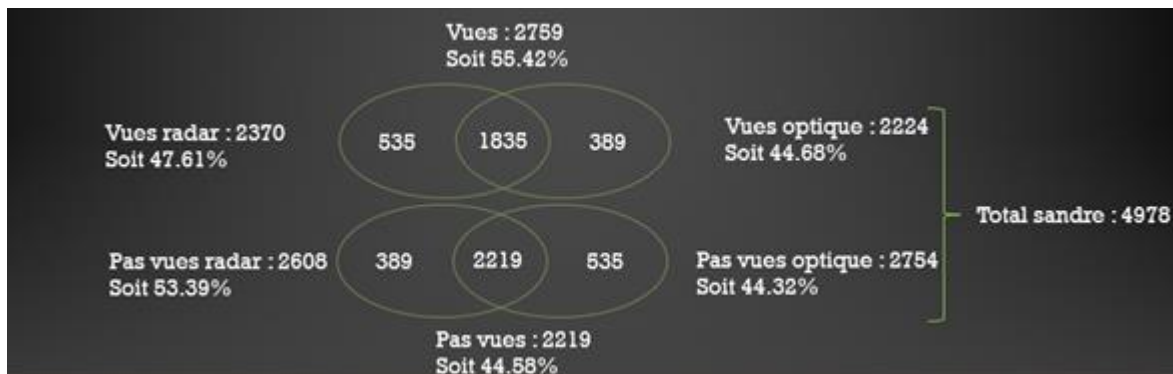 Vues : 2759
Soit 55.42%
Vues radar : 2370
Soit 47.61%
535
1835
389
Vues optique : 2224
Soit 44.68%
Total sandre : 4978
Pas vues radar : 2608
Soit 53.39%
389
2219
535
Pas vues optique : 2754
Soit 44.32%
Pas vues : 2219
Soit 44.58%